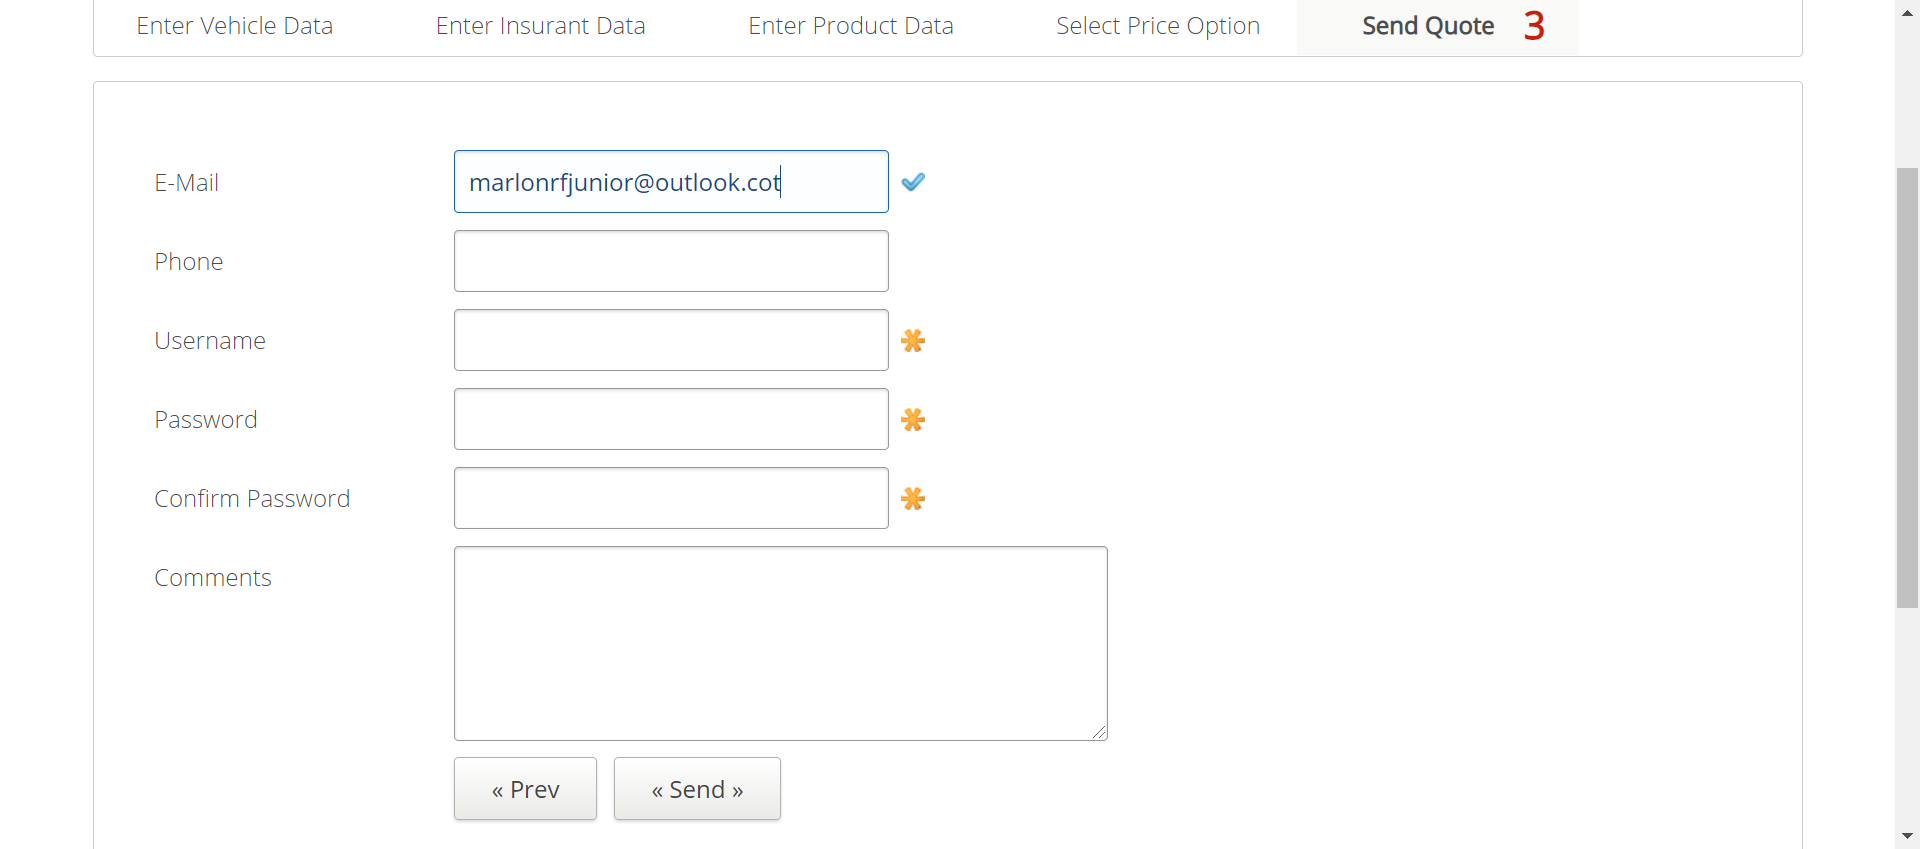 Enter Vehicle Data Enter Insurant Data Enter Product Data Select Price Option Send Quote 3
E-Mail marlonrfjunior@outlook.cot
Phone
Username
Password
Confirm Password
Comments
« Prev « Send »